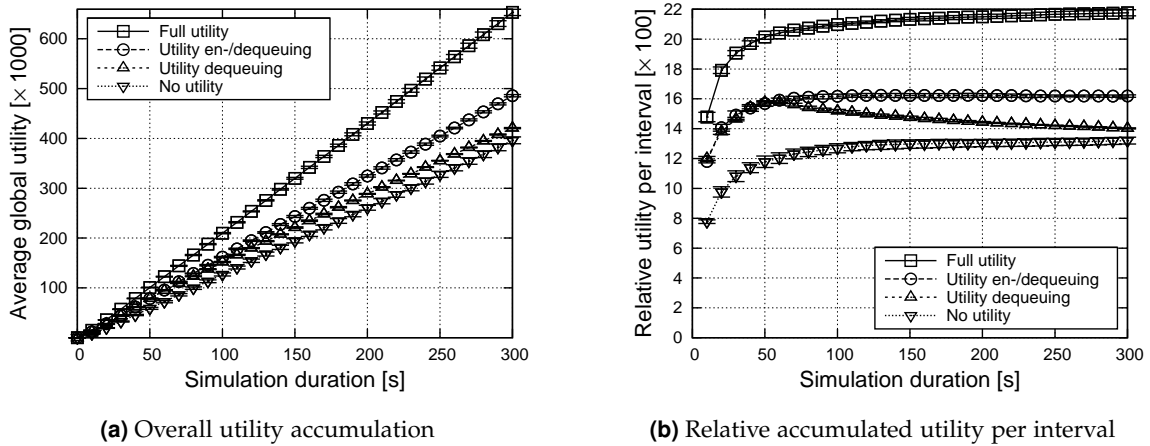 Average global utility [× 1000]
600
500
400
300
200
100
0
50
100
150
200
250
300
Simulation duration [s]
Full utility
Utility en-/dequeuing
Utility dequeuing
No utility
(a) Overall utility accumulation
Relative utility per interval [× 100]
22
20
18
16
14
12
10
8
6
4
2
0
0
50
100
150
200
250
300
Simulation duration [s]
Full utility
Utility en-/dequeuing
Utility dequeuing
No utility
(b) Relative accumulated utility per interval